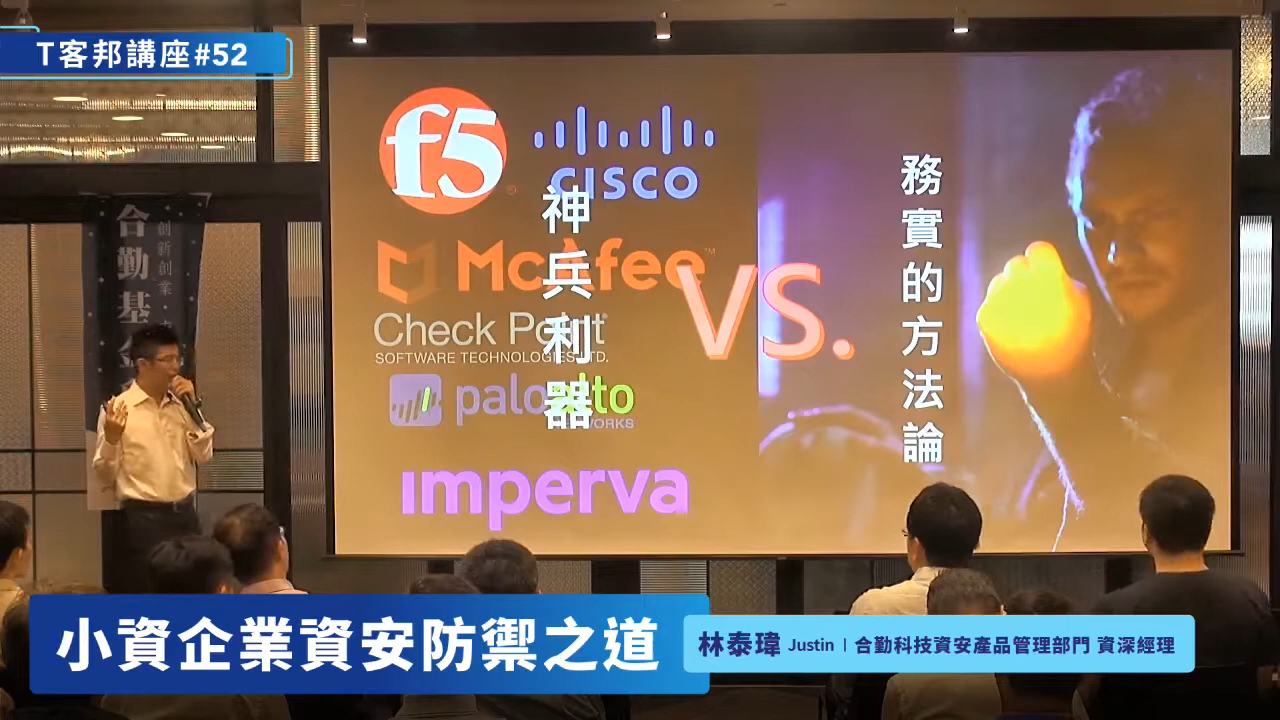 T客邦講座#52
f5
CISCO
McAfee™
Check Point
SOFTWARE TECHNOLOGIES LTD.
paloalto
NETWORKS
imperva
神兵利器
VS.
務實的方法論
創新創業
合勤基金
小資企業資安防禦之道
林泰瑋 Justin | 合勤科技資安產品管理部門 資深經理